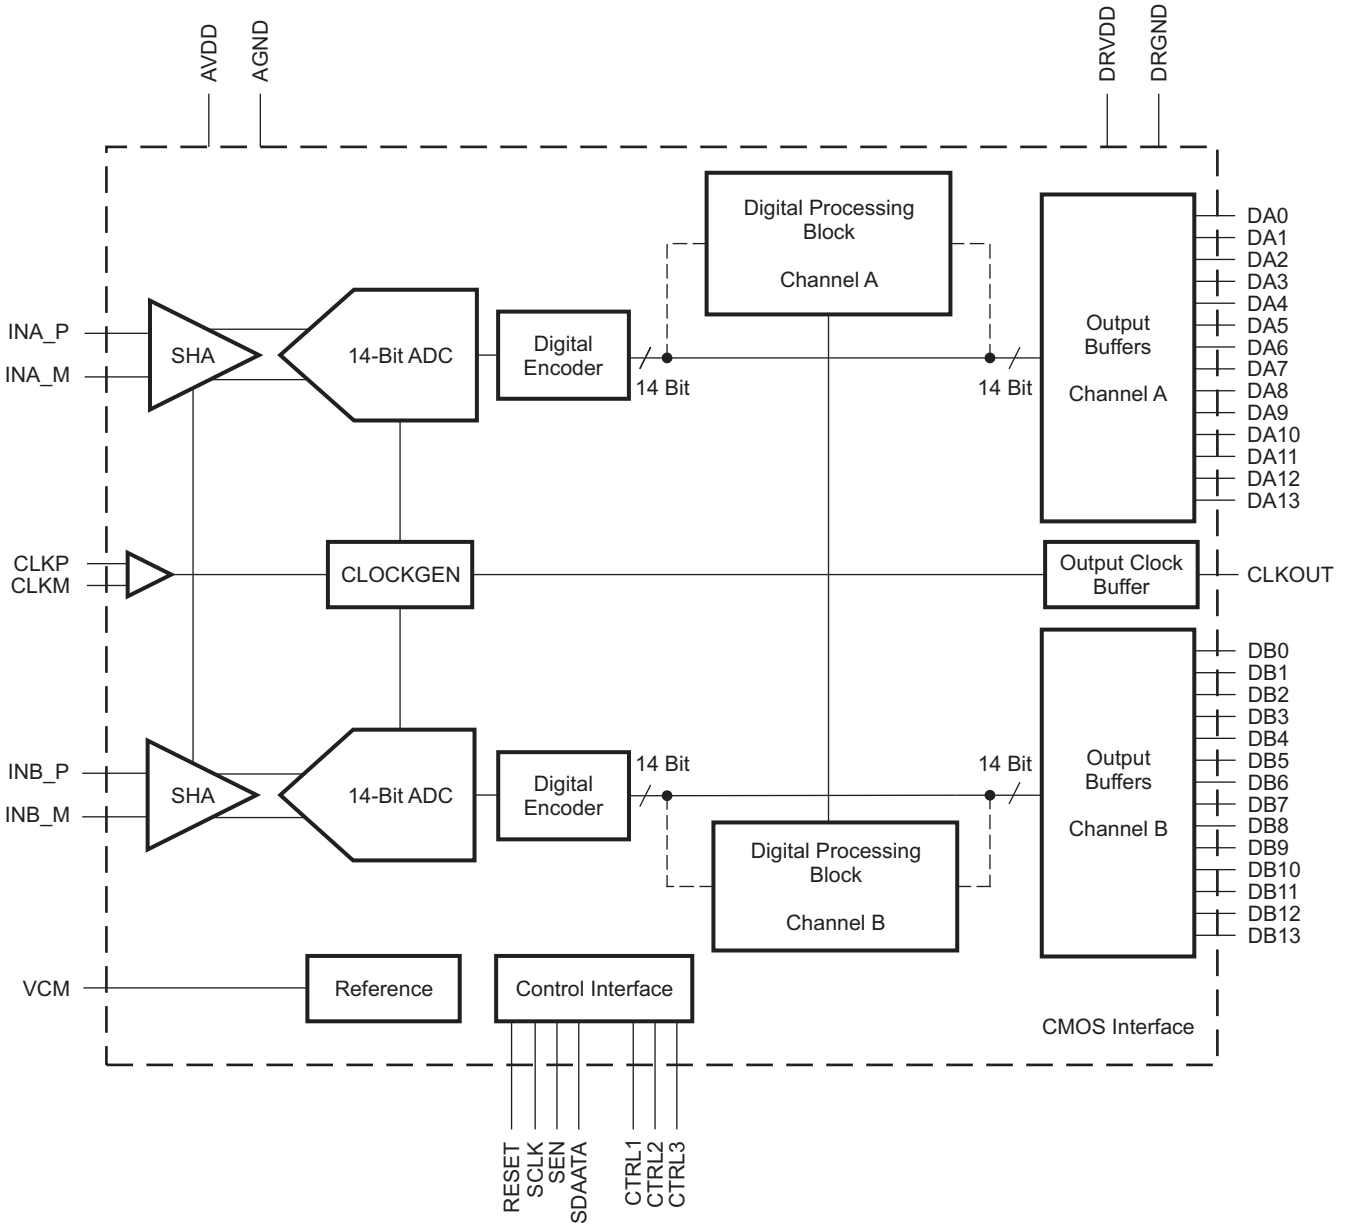 AVDD
AGND
DRVDD
DRGND
Digital Processing
Block
Channel A
INA_P
INA_M
SHA
14-Bit ADC
Digital
Encoder
14 Bit
14 Bit
Output
Buffers
Channel A
DA0
DA1
DA2
DA3
DA4
DA5
DA6
DA7
DA8
DA9
DA10
DA11
DA12
DA13
CLKP
CLKM
CLOCKGEN
Output Clock
Buffer
CLKOUT
INB_P
INB_M
SHA
14-Bit ADC
Digital
Encoder
14 Bit
14 Bit
Digital Processing
Block
Channel B
Output
Buffers
Channel B
DB0
DB1
DB2
DB3
DB4
DB5
DB6
DB7
DB8
DB9
DB10
DB11
DB12
DB13
VCM
Reference
Control Interface
CMOS Interface
RESET
SCLK
SEN
SDAATA
CTRL1
CTRL2
CTRL3